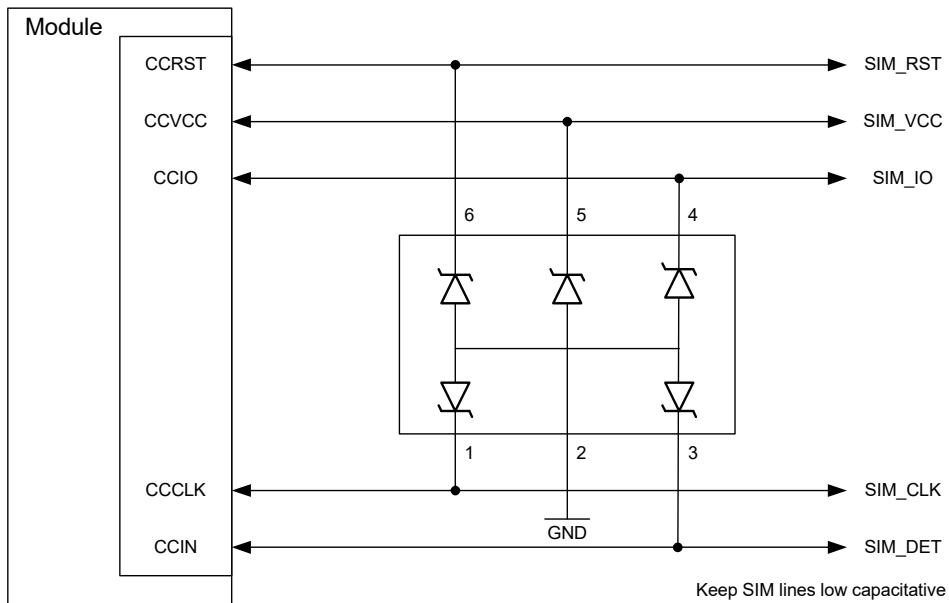 Module
CCRST SIM_RST
CCVCC SIM_VCC
CCIO SIM_IO
6 5 4
1 2 3
CCCLK SIM_CLK
GND
CCIN SIM_DET
Keep SIM lines low capacitative